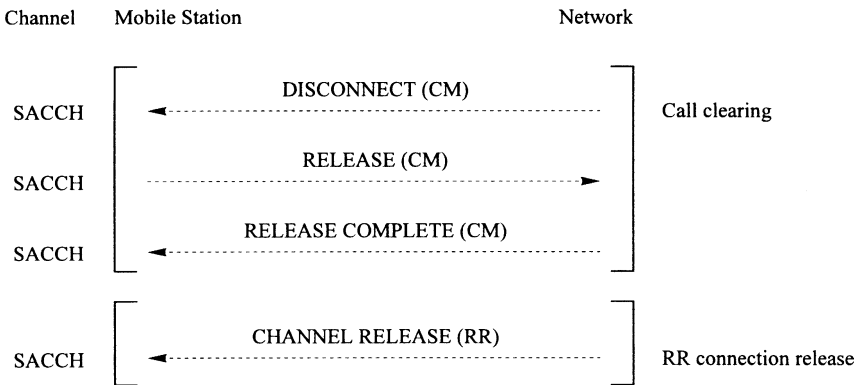 Channel Mobile Station Network
DISCONNECT (CM)
SACCH Call clearing
RELEASE (CM)
SACCH
RELEASE COMPLETE (CM)
SACCH
CHANNEL RELEASE (RR)
SACCH RR connection release